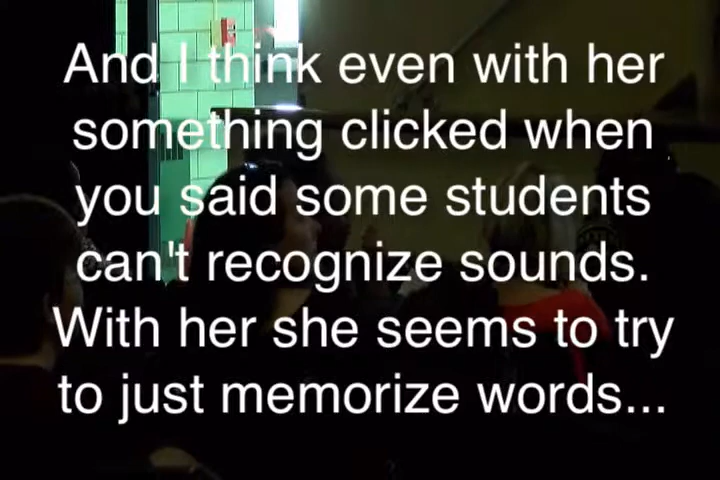 And I think even with her
something clicked when
you said some students
can't recognize sounds.
With her she seems to try
to just memorize words...